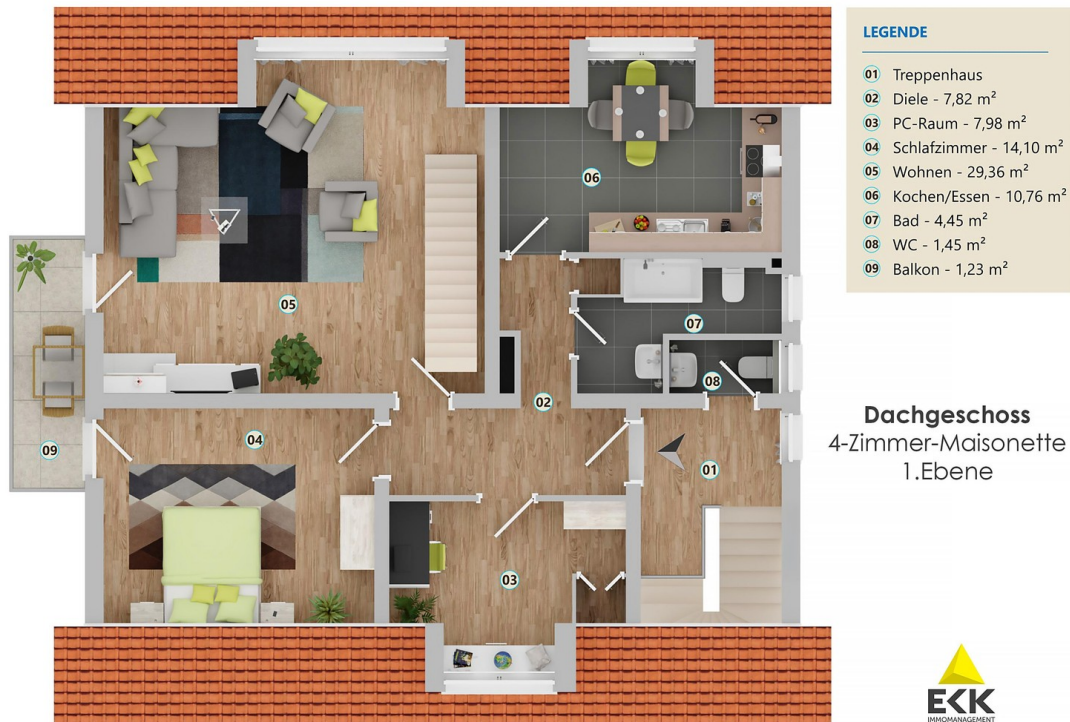 LEGENDE
01 Treppenhaus
02 Diele - 7,82 m²
03 PC-Raum - 7,98 m²
04 Schlafzimmer - 14,10 m²
05 Wohnen - 29,36 m²
06 Kochen/Essen - 10,76 m²
07 Bad - 4,45 m²
08 WC - 1,45 m²
09 Balkon - 1,23 m²
06
05
07
08
02
04
09
01
03
Dachgeschoss
4-Zimmer-Maisonette
1.Ebene
EKK
IMMOMANAGEMENT